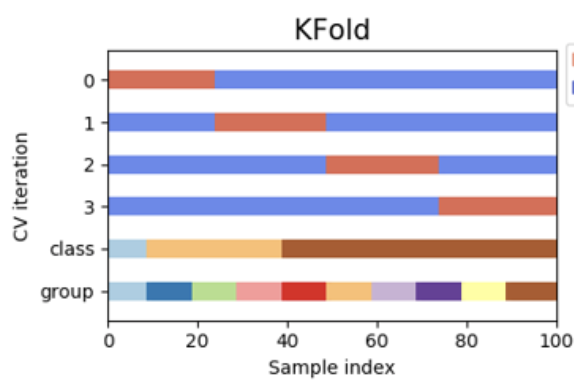 KFold
CV iteration
0
1
2
3
class
group
0 20 40 60 80 100
Sample index